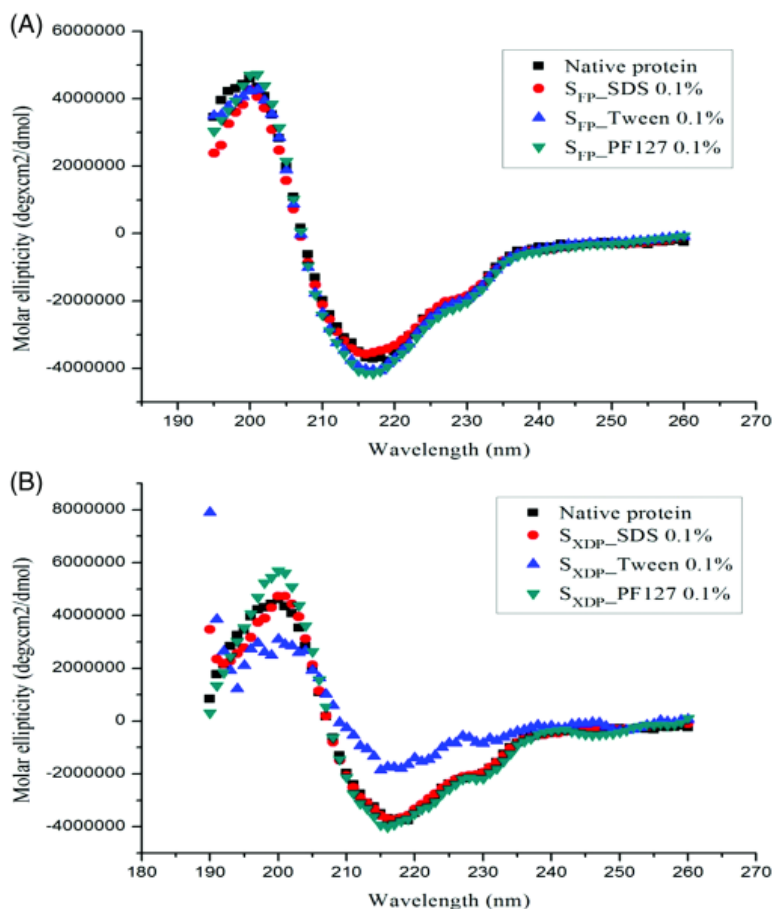 (A)
6000000
4000000
2000000
0
-2000000
-4000000
Molar ellipticity (degxcm2/dmol)
Native protein
S_FP_SDS 0.1%
S_FP_Tween 0.1%
S_FP_PF127 0.1%
190 200 210 220 230 240 250 260 270
Wavelength (nm)
(B)
8000000
6000000
4000000
2000000
0
-2000000
-4000000
Molar ellipticity (degxcm2/dmol)
Native protein
S_XDP_SDS 0.1%
S_XDP_Tween 0.1%
S_XDP_PF127 0.1%
180 190 200 210 220 230 240 250 260 270
Wavelength (nm)